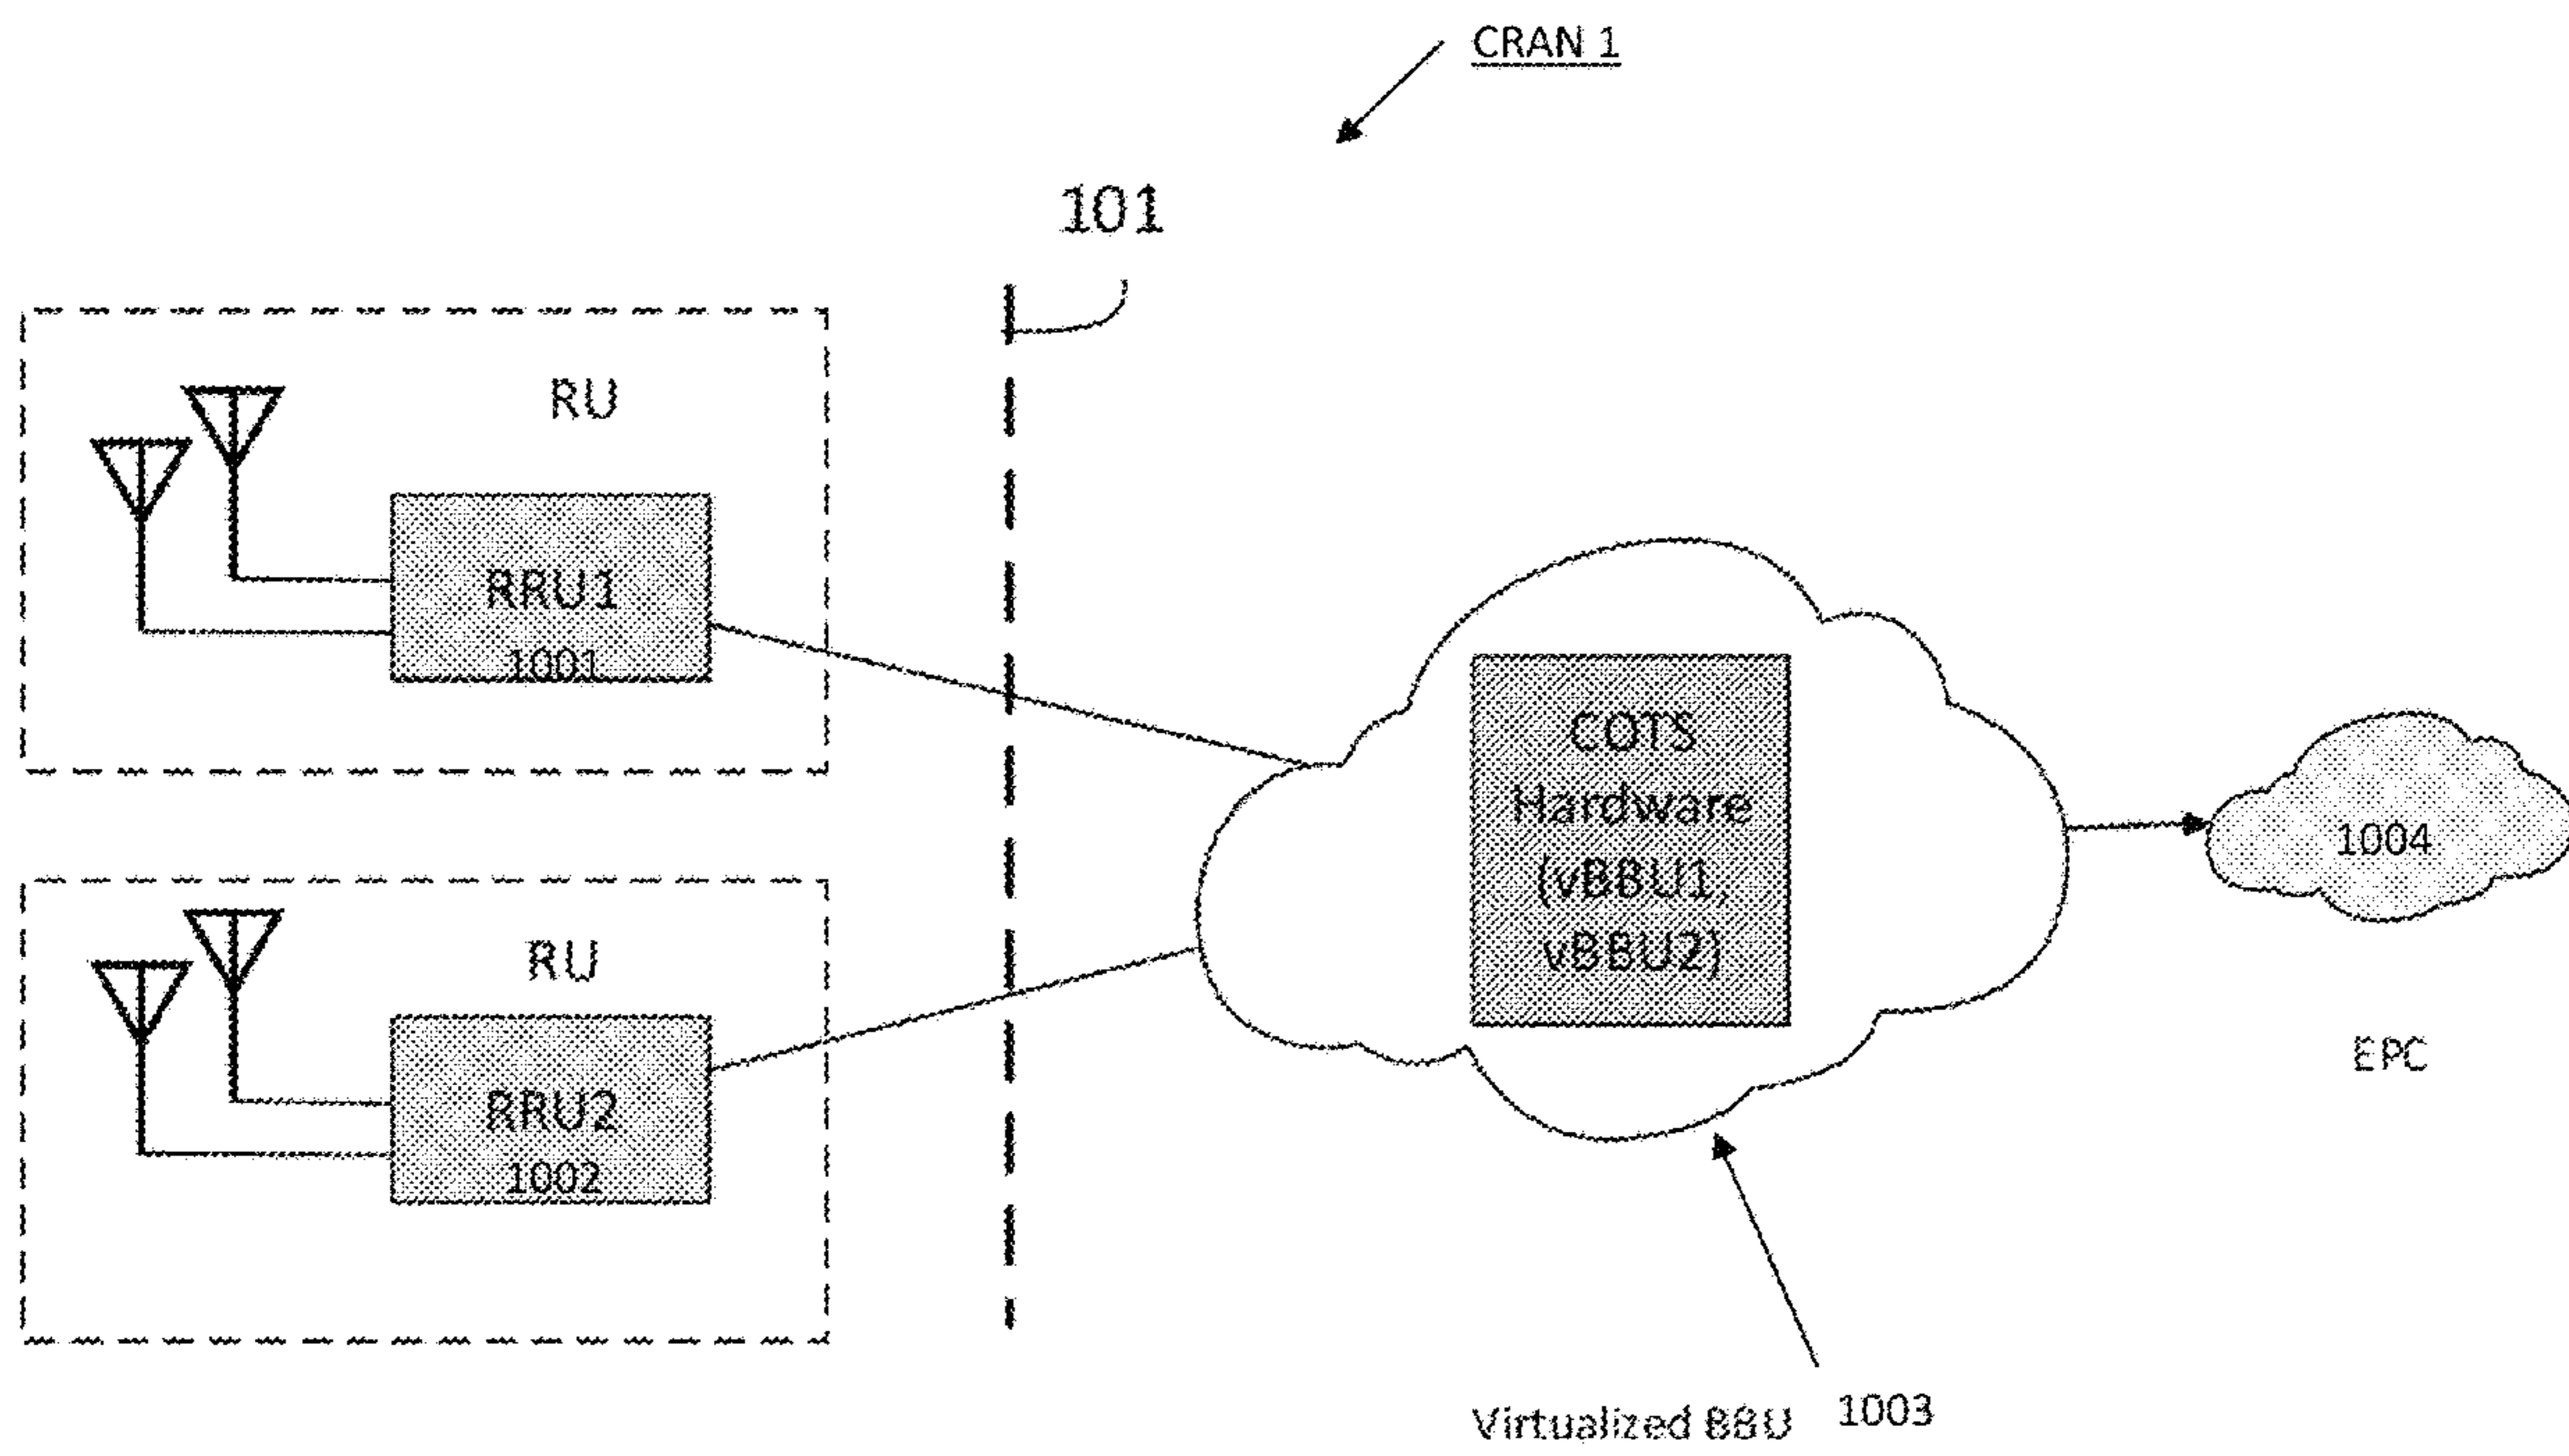 CRAN 1
101
RU
RRU1
1001
RU
RRU2
1002
COTS
Hardware
(vBBU1,
vBBU2)
1004
EPC
Virtualized BBU 1003